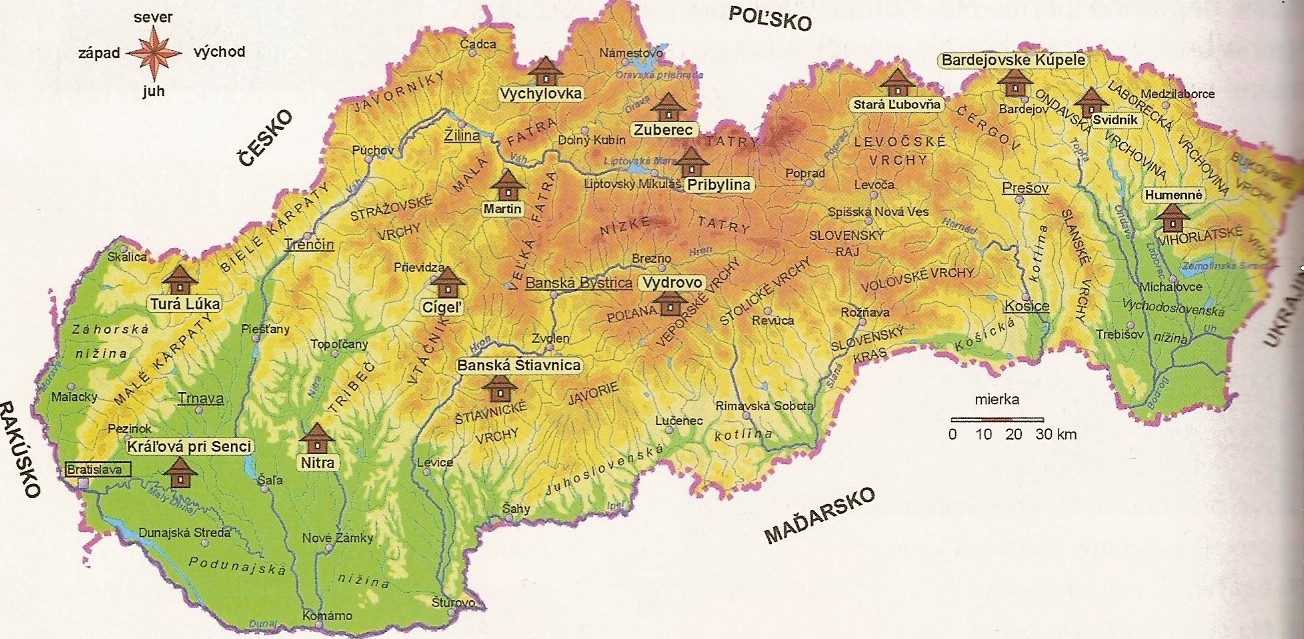 sever
západ
východ
juh
POĽSKO
ČESKO
RAKÚSKO
MAĎARSKO
mierka
0 10 20 30 km
Čadca
Námestovo
Oravská priehrada
Vychylovka
JAVORNÍKY
Orava
Zuberec
Žilina
MALÁ FATRA
Dolný Kubín
TATRY
Púchov
Váh
Váh
Liptovská Mara
Liptovský Mikuláš
Pribylina
Poprad
Poprad
Stará Ľubovňa
LEVOČSKÉ
VRCHY
ČERGOV
Bardejovske Kúpele
Bardejov
ONDAVSKÁ
VRCHOVINA
Svidník
LABORECKÁ
VRCHOVINA
Medzilaborce
BUKOVSKÉ
VRCHY
Topľa
Ondava
Humenné
VIHORLATSKÉ
Laborec
Michalovce
Východoslovenská
nížina
Uh
Trebišov
Bodrog
Prešov
SLANSKÉ VRCHY
Košice
Košická
kotlina
Hornád
Levoča
Spišská Nová Ves
SLOVENSKÝ
RAJ
VOLOVSKÉ VRCHY
Rožňava
SLOVENSKÝ
KRAS
Slaná
Revúca
STOLICKÉ VRCHY
Rimavská Sobota
Lučenec
Juhoslovenská
kotlina
Ipeľ
Martin
VEĽKÁ FATRA
NÍZKE TATRY
Hron
Brezno
Banská Bystrica
Vydrovo
POĽANA
VEPORSKÉ VRCHY
Zvolen
Hron
Banská Štiavnica
ŠTIAVNICKÉ
VRCHY
JAVORIE
STRÁŽOVSKÉ
VRCHY
Prievidza
Cígeľ
VTÁČNIK
TRIBEČ
BIELE KARPATY
Trenčín
Skalica
Turá Lúka
Záhorská
nížina
MALÉ KARPATY
Morava
Malacky
Piešťany
Topoľčany
Nitra
Trnava
Pezinok
Kráľová pri Senci
Nitra
Bratislava
Malý Dunaj
Šaľa
Levice
Dunajská Streda
Nové Zámky
Podunajská
nížina
Šahy
Štúrovo
Komárno
Dunaj